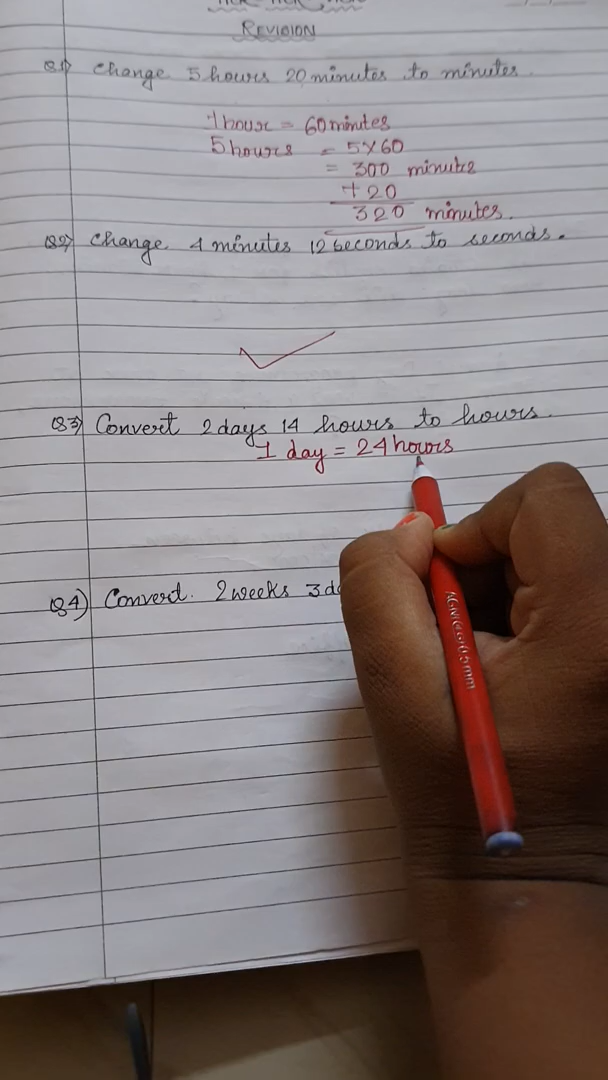 REVISION
Q1) Change 5 hours 20 minutes to minutes.
1 hour = 60 minutes
5 hours = 5×60
= 300 minutes
+20
320 minutes.
Q2) Change 4 minutes 12 seconds to seconds.
Q3) Convert 2 days 14 hours to hours.
1 day = 24 hours
Q4) Convert. 2 weeks 3 d